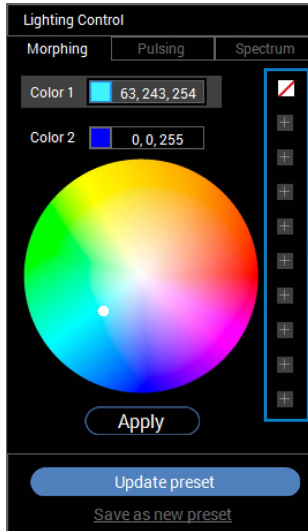 Lighting Control
Morphing Pulsing Spectrum
Color 1 63, 243, 254
Color 2 0, 0, 255
Apply
Update preset
Save as new preset